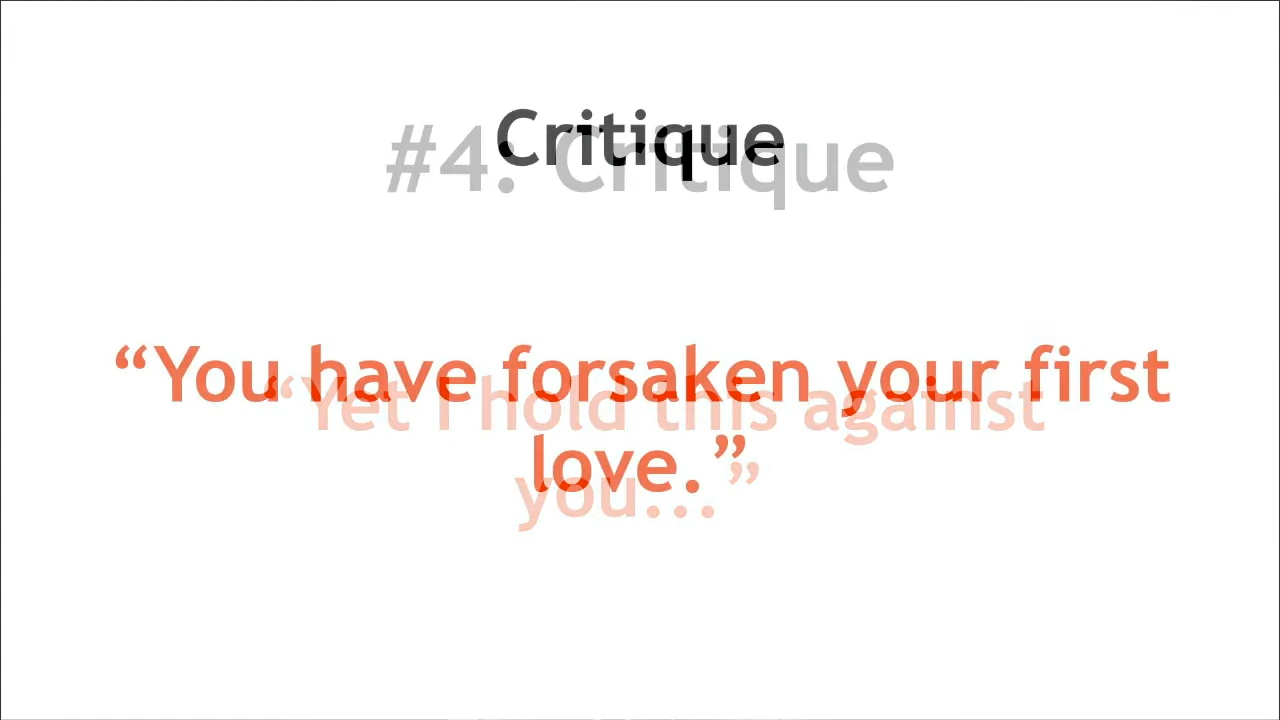 Critique
#4: Critique
“You have forsaken your first
“Yet I hold this against
love.”
you...”